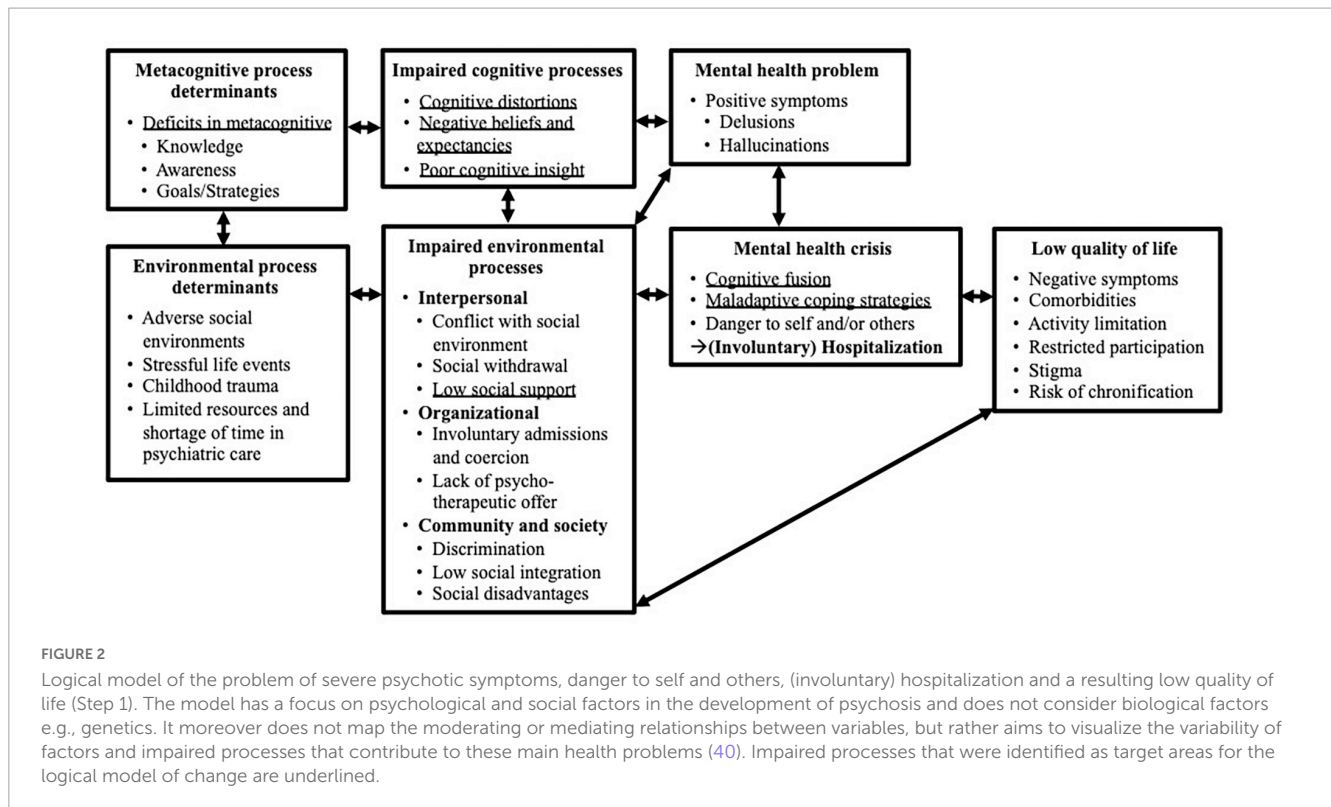 Metacognitive process
determinants
• Deficits in metacognitive
• Knowledge
• Awareness
• Goals/Strategies
Impaired cognitive processes
• Cognitive distortions
• Negative beliefs and
expectancies
• Poor cognitive insight
Mental health problem
• Positive symptoms
• Delusions
• Hallucinations
Environmental process
determinants
• Adverse social
environments
• Stressful life events
• Childhood trauma
• Limited resources and
shortage of time in
psychiatric care
Impaired environmental
processes
• Interpersonal
• Conflict with social
environment
• Social withdrawal
• Low social support
• Organizational
• Involuntary admissions
and coercion
• Lack of psycho-
therapeutic offer
• Community and society
• Discrimination
• Low social integration
• Social disadvantages
Mental health crisis
• Cognitive fusion
• Maladaptive coping strategies
• Danger to self and/or others
→(Involuntary) Hospitalization
Low quality of life
• Negative symptoms
• Comorbidities
• Activity limitation
• Restricted participation
• Stigma
• Risk of chronification
FIGURE 2
Logical model of the problem of severe psychotic symptoms, danger to self and others, (involuntary) hospitalization and a resulting low quality of
life (Step 1). The model has a focus on psychological and social factors in the development of psychosis and does not consider biological factors
e.g., genetics. It moreover does not map the moderating or mediating relationships between variables, but rather aims to visualize the variability of
factors and impaired processes that contribute to these main health problems (40). Impaired processes that were identified as target areas for the
logical model of change are underlined.